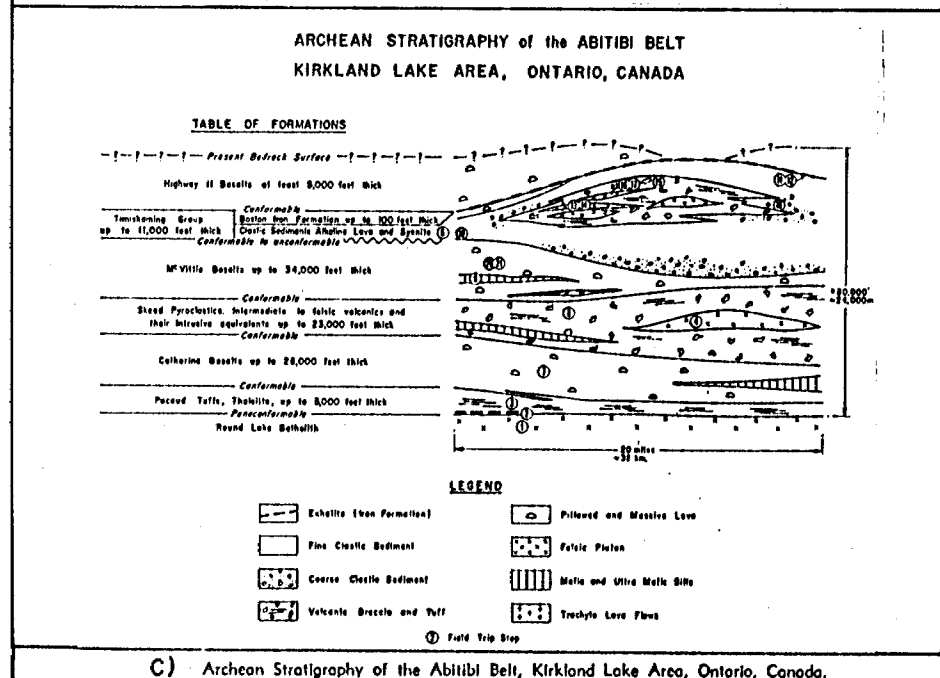 ARCHEAN STRATIGRAPHY of the ABITIBI BELT
KIRKLAND LAKE AREA, ONTARIO, CANADA
TABLE OF FORMATIONS
Present Bedrock Surface
Highway II Basalts at least 5,000 feet thick
Conformable
Timiskaming Group
up to 11,000 feet thick
Boston Iron Formation up to 100 feet thick
Clastic Sediments Alkaline Lava and Syenite
Conformable to unconformable
McVittie Basalts up to 34,000 feet thick
Conformable
Skead Pyroclastics, Intermediate to felsic volcanics and
their intrusive equivalents up to 23,000 feet thick
Conformable
Catherine Basalts up to 26,000 feet thick
Conformable
Pacaud Tuffs, up to 5,000 feet thick
Paraconformable
Round Lake Batholith
20 miles
LEGEND
Exhalite (Iron Formation)
Fine Clastic Sediment
Coarse Clastic Sediment
Volcanic Breccia and Tuff
Pillowed and Massive Lava
Felsic Pluton
Mafic and Ultra Mafic Sills
Trachyte Lava Flows
Field Trip Stop
C) Archean Stratigraphy of the Abitibi Belt, Kirkland Lake Area, Ontario, Canada.